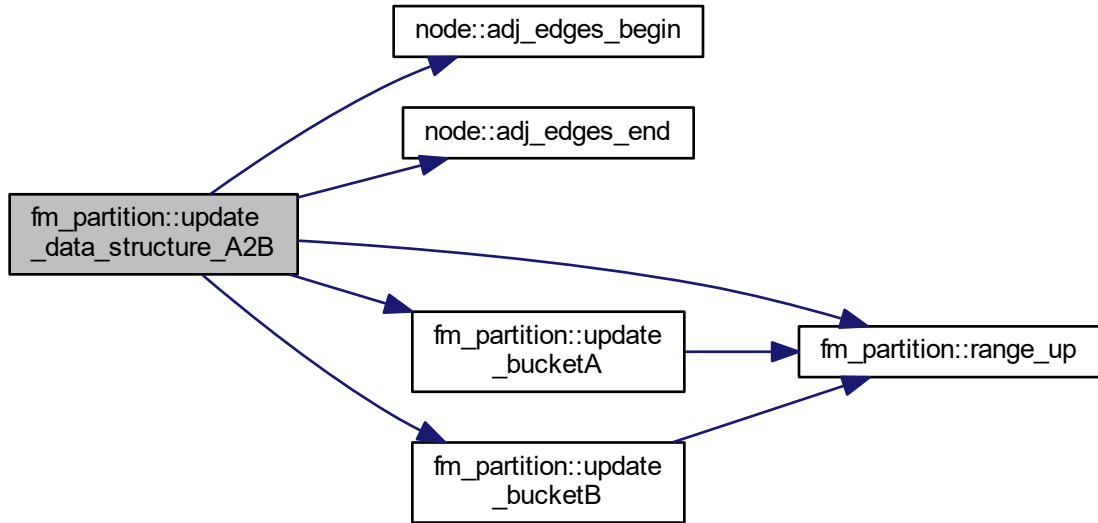 node::adj_edges_begin
node::adj_edges_end
fm_partition::update
_data_structure_A2B
fm_partition::update
_bucketA
fm_partition::range_up
fm_partition::update
_bucketB